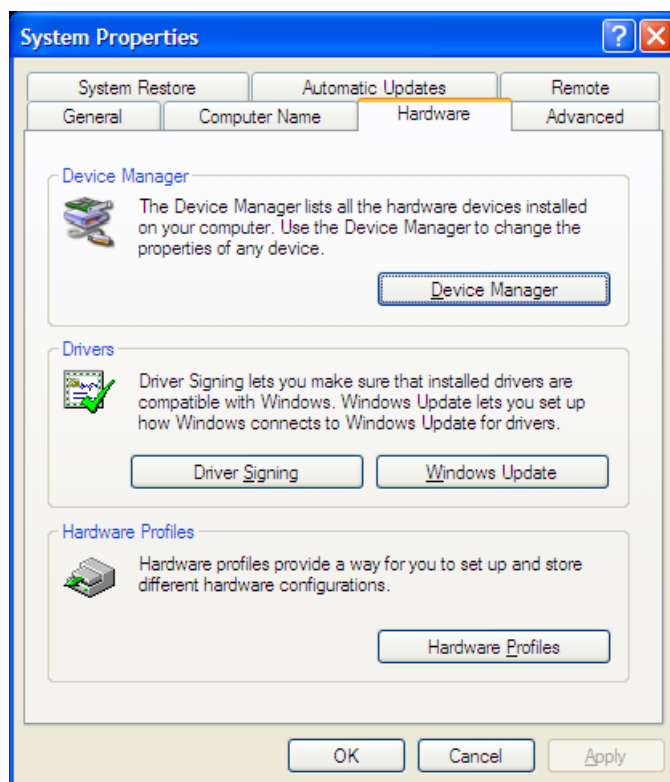 System Properties
System Restore Automatic Updates Remote
General Computer Name Hardware Advanced
Device Manager
The Device Manager lists all the hardware devices installed
on your computer. Use the Device Manager to change the
properties of any device.
Device Manager
Drivers
Driver Signing lets you make sure that installed drivers are
compatible with Windows. Windows Update lets you set up
how Windows connects to Windows Update for drivers.
Driver Signing Windows Update
Hardware Profiles
Hardware profiles provide a way for you to set up and store
different hardware configurations.
Hardware Profiles
OK Cancel Apply